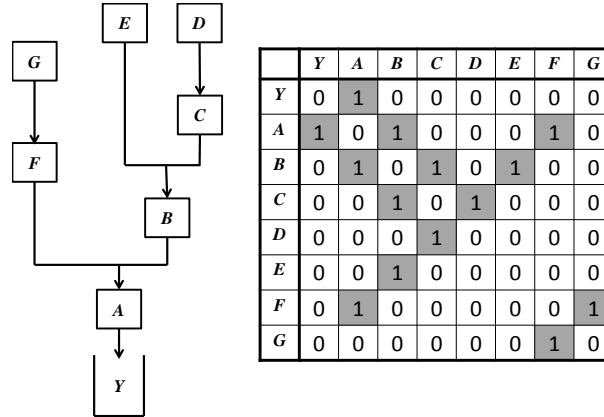 E D
G
C
F
B
A
Y
Y A B C D E F G
Y 0 1 0 0 0 0 0 0
A 1 0 1 0 0 0 1 0
B 0 1 0 1 0 1 0 0
C 0 0 1 0 1 0 0 0
D 0 0 0 1 0 0 0 0
E 0 0 1 0 0 0 0 0
F 0 1 0 0 0 0 0 1
G 0 0 0 0 0 0 1 0